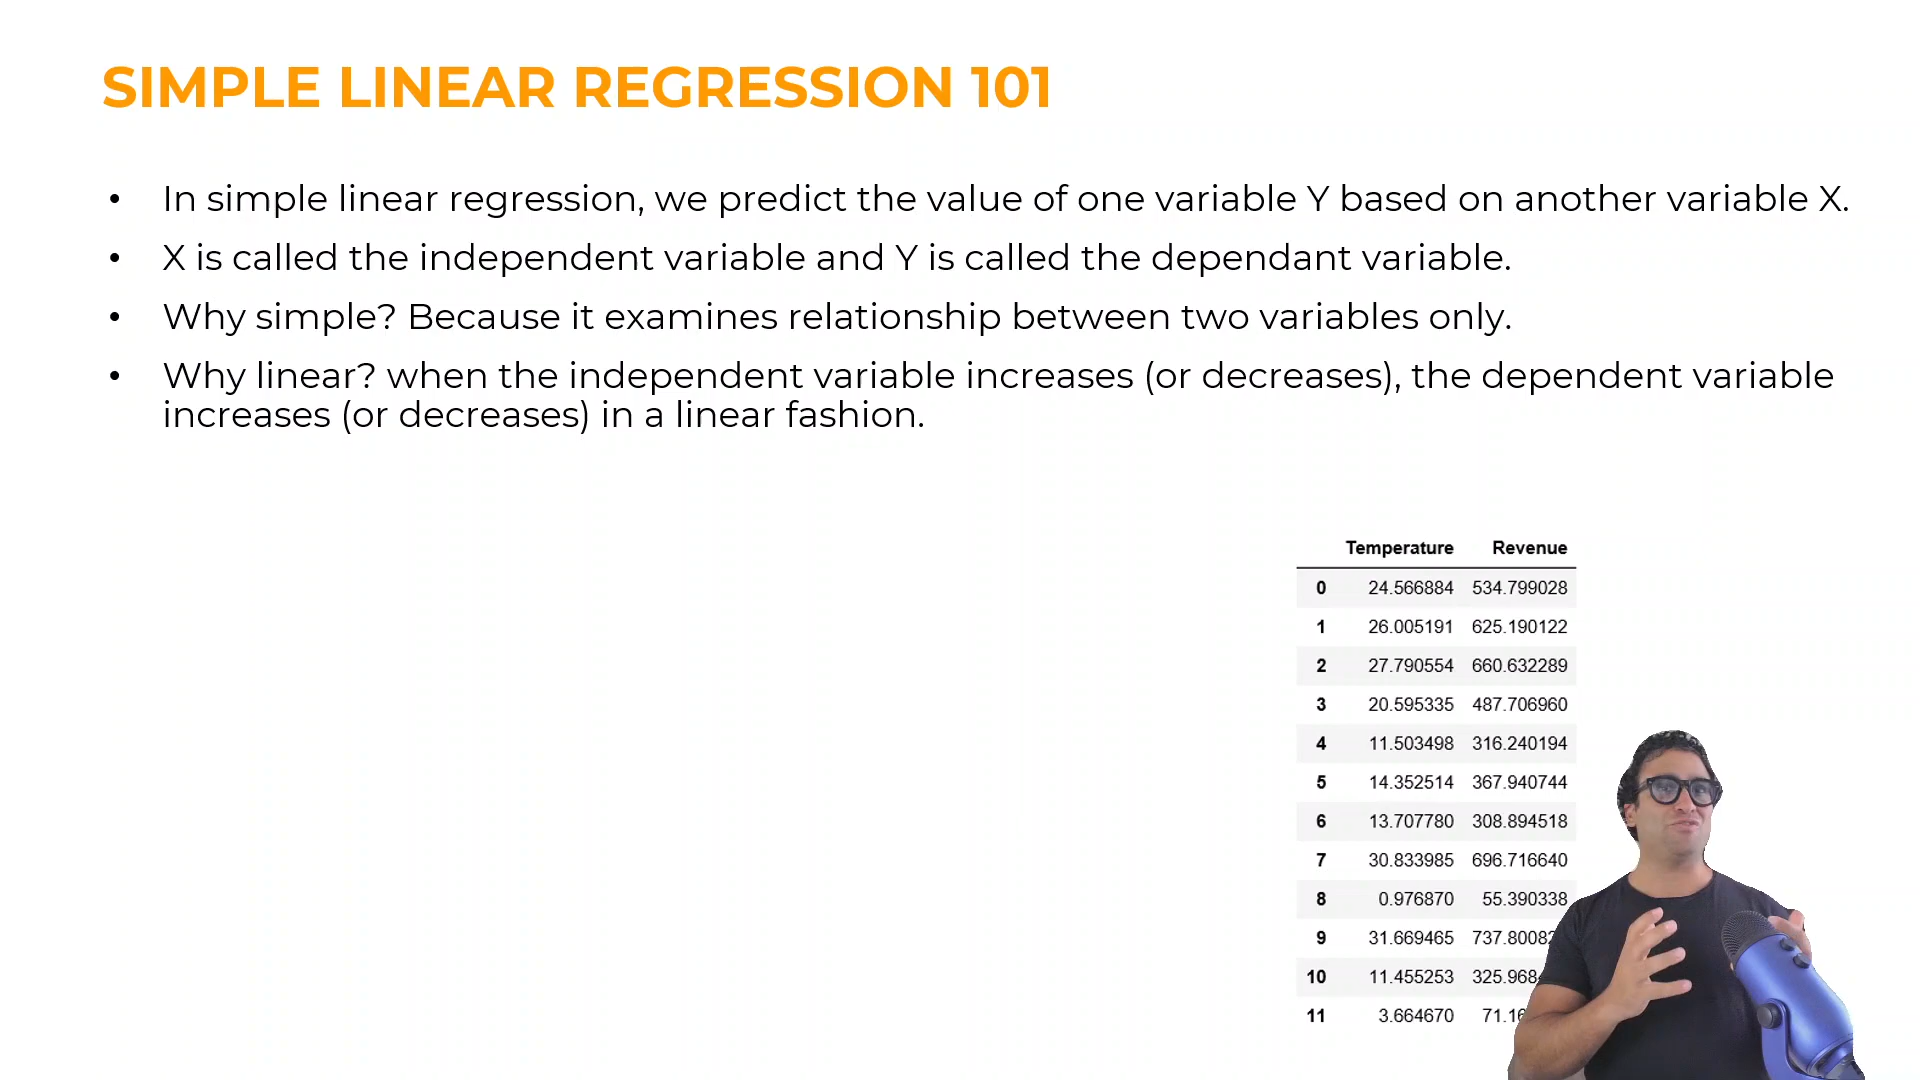 SIMPLE LINEAR REGRESSION 101
• In simple linear regression, we predict the value of one variable Y based on another variable X.
• X is called the independent variable and Y is called the dependant variable.
• Why simple? Because it examines relationship between two variables only.
• Why linear? when the independent variable increases (or decreases), the dependent variable
increases (or decreases) in a linear fashion.
Temperature Revenue
0 24.566884 534.799028
1 26.005191 625.190122
2 27.790554 660.632289
3 20.595335 487.706960
4 11.503498 316.240194
5 14.352514 367.940744
6 13.707780 308.894518
7 30.833985 696.716640
8 0.976870 55.390338
9 31.669465
10 11.455253
11 3.664670